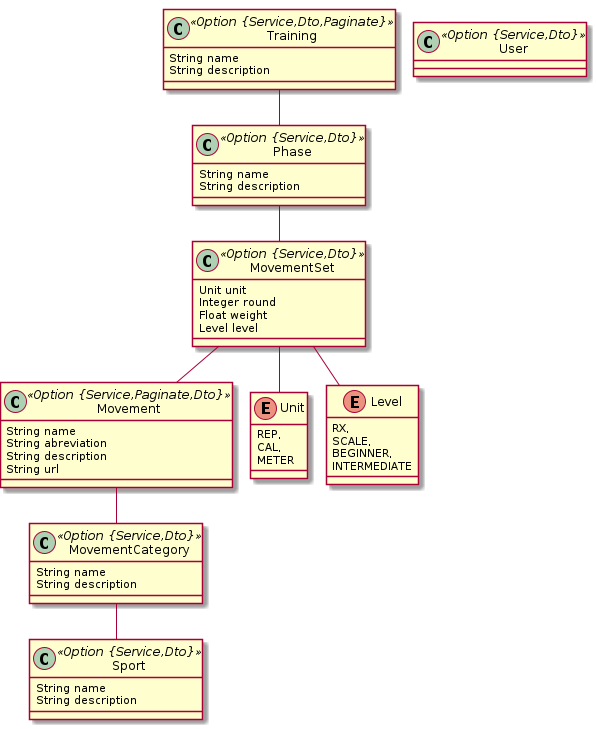 C «Option {Service,Dto,Paginate}»
Training
String name
String description
C «Option {Service,Dto}»
User
C «Option {Service,Dto}»
Phase
String name
String description
C «Option {Service,Dto}»
MovementSet
Unit unit
Integer round
Float weight
Level level
C «Option {Service,Paginate,Dto}»
Movement
String name
String abreviation
String description
String url
E Unit
REP,
CAL,
METER
E Level
RX,
SCALE,
BEGINNER,
INTERMEDIATE
C «Option {Service,Dto}»
MovementCategory
String name
String description
C «Option {Service,Dto}»
Sport
String name
String description